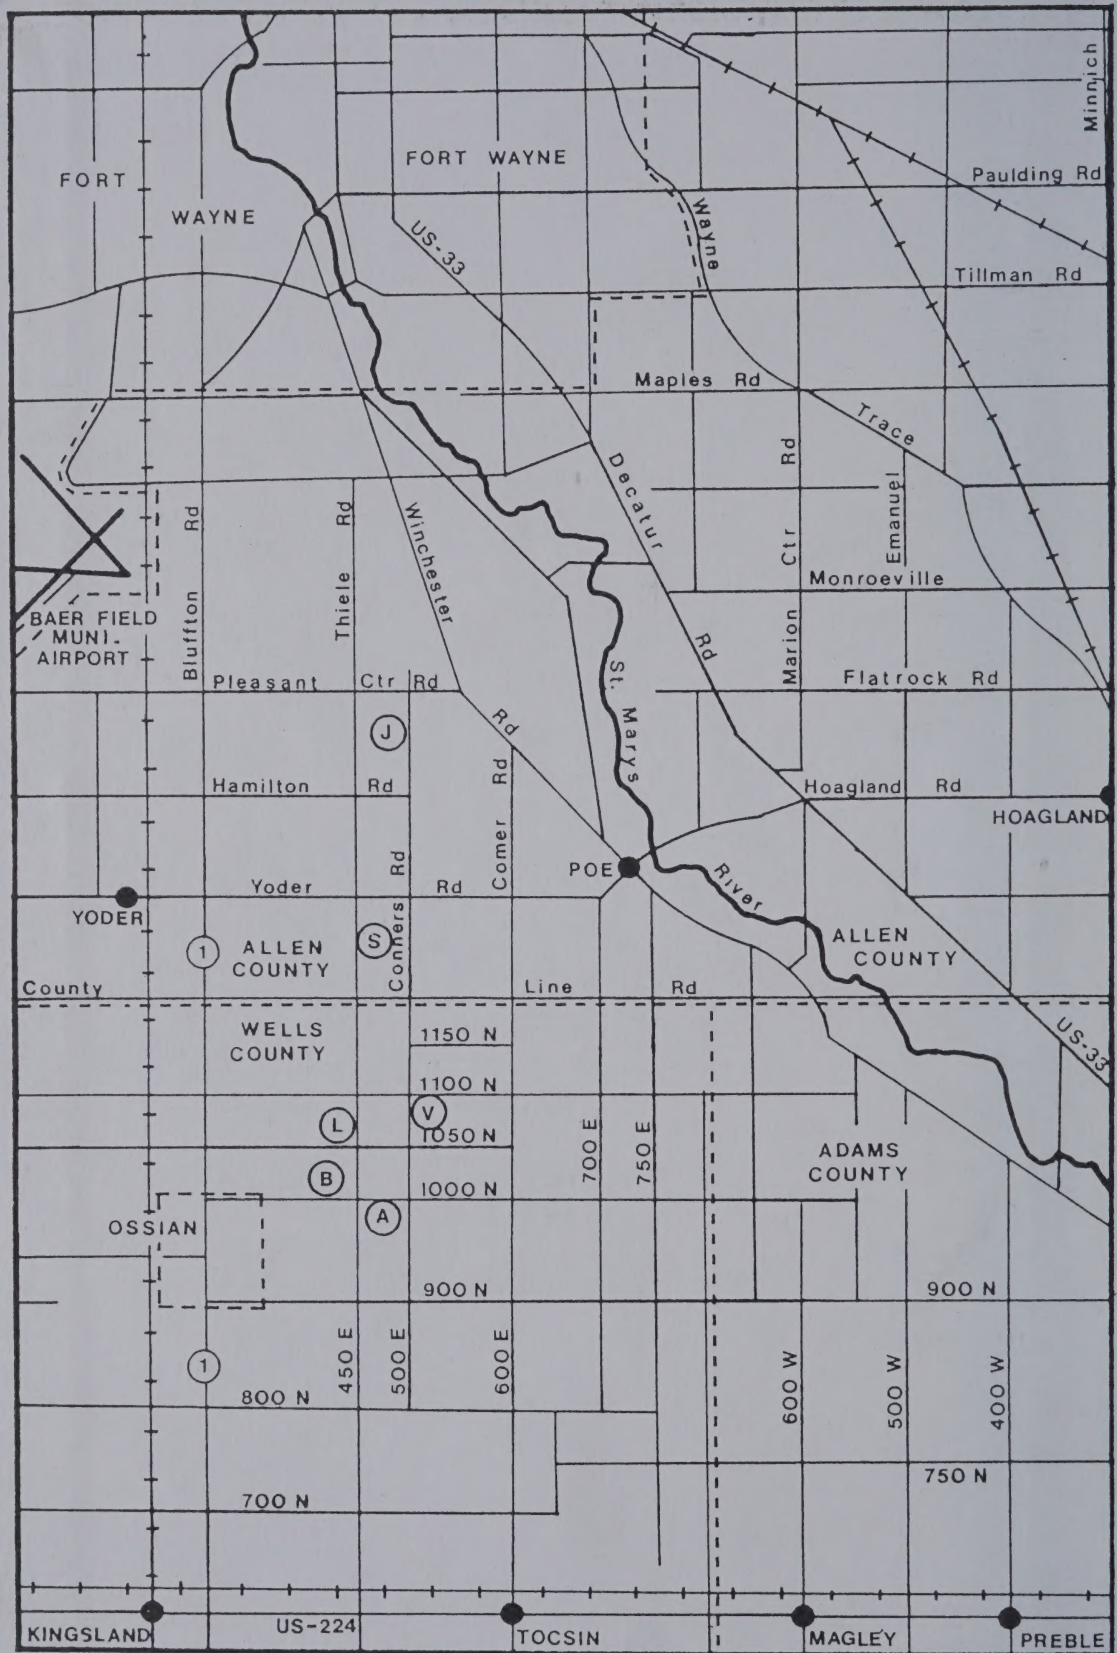 Minnich
FORT WAYNE
FORT
WAYNE
Paulding Rd
US-33
Wayne
Tillman Rd
Maples Rd
Trace
Decatur
Rd
Rd
Emanuel
Ctr
Marion
Monroeville
Rd
Bluffton
Rd
Thiele
Winchester
Rd
BAER FIELD
MUNI-
AIRPORT
Pleasant Ctr Rd
St. Marys
River
Flatrock Rd
J
Hamilton Rd
Rd
Comer
Hoagland Rd
HOAGLAND
POE
Rd
Conners
Yoder Rd
YODER
1
ALLEN
COUNTY
S
ALLEN
COUNTY
County Line Rd
WELLS
COUNTY
1150 N
US-33
1100 N
L
V
1050 N
700 E
750 E
ADAMS
COUNTY
B
1000 N
A
OSSIAN
900 N
900 N
450 E
500 E
600 E
600 W
500 W
400 W
1
800 N
750 N
700 N
KINGSLAND
US-224
TOCSIN
MAGLEY
PREBLE